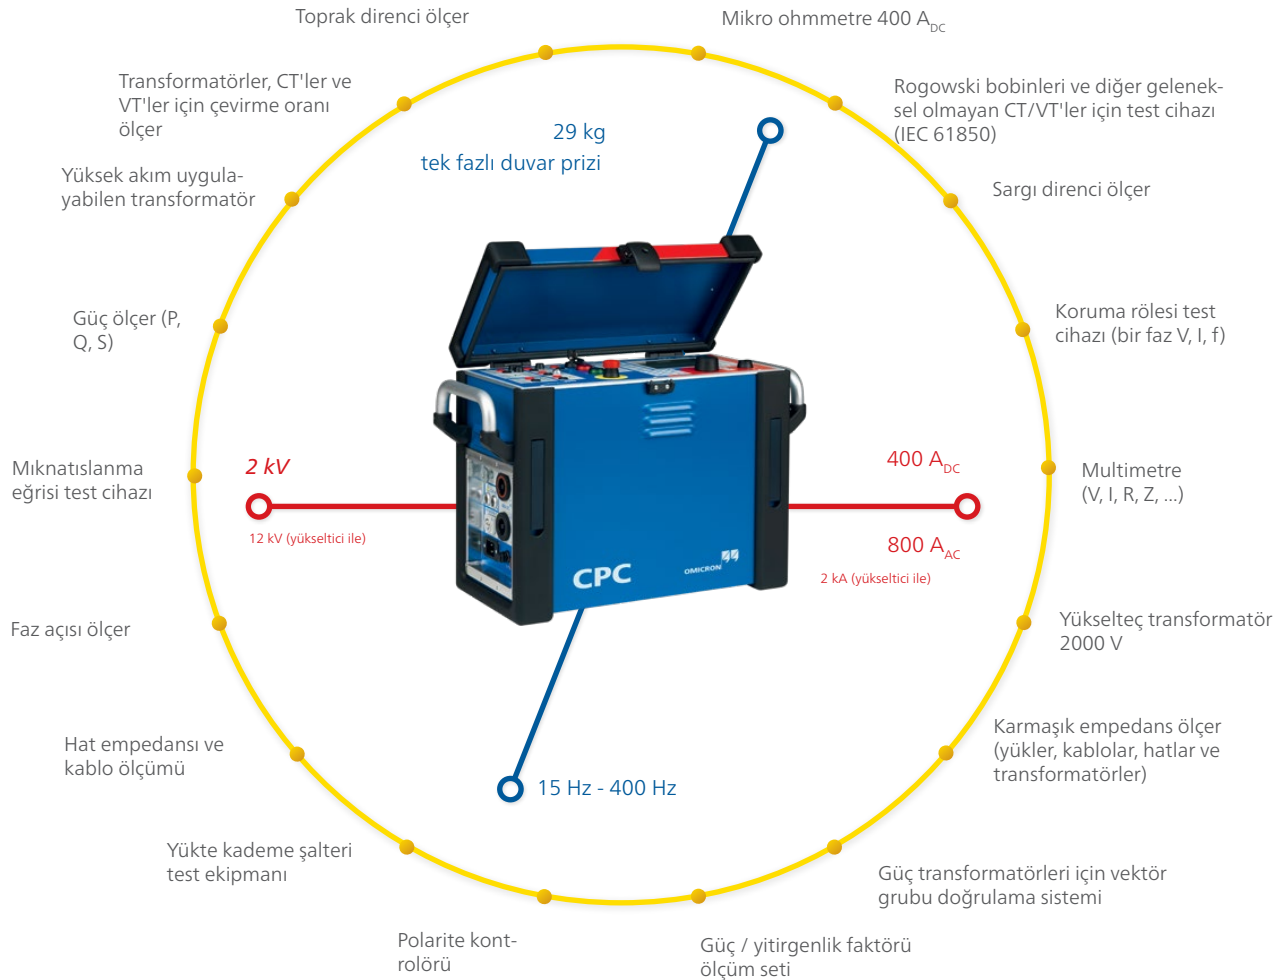 Toprak direnci ölçer
Mikro ohmmetre 400 A_DC
Transformatörler, CT'ler ve
VT'ler için çevirme oranı
ölçer
Rogowski bobinleri ve diğer gelenek-
sel olmayan CT/VT'ler için test cihazı
(IEC 61850)
29 kg
tek fazlı duvar prizi
Yüksek akım uygula-
yabilen transformatör
Sargı direnci ölçer
Güç ölçer (P,
Q, S)
Koruma rölesi test
cihazı (bir faz V, I, f)
Mıknatıslanma
eğrisi test cihazı
2 kV
12 kV (yükseltici ile)
400 A_DC
800 A_AC
2 kA (yükseltici ile)
Multimetre
(V, I, R, Z, ...)
CPC
OMICRON
Faz açısı ölçer
Yükselteç transformatör
2000 V
Hat empedansı ve
kablo ölçümü
Karmaşık empedans ölçer
(yükler, kablolar, hatlar ve
transformatörler)
15 Hz - 400 Hz
Yükte kademe şalteri
test ekipmanı
Güç transformatörleri için vektör
grubu doğrulama sistemi
Polarite kont-
rolörü
Güç / yitirgenlik faktörü
ölçüm seti